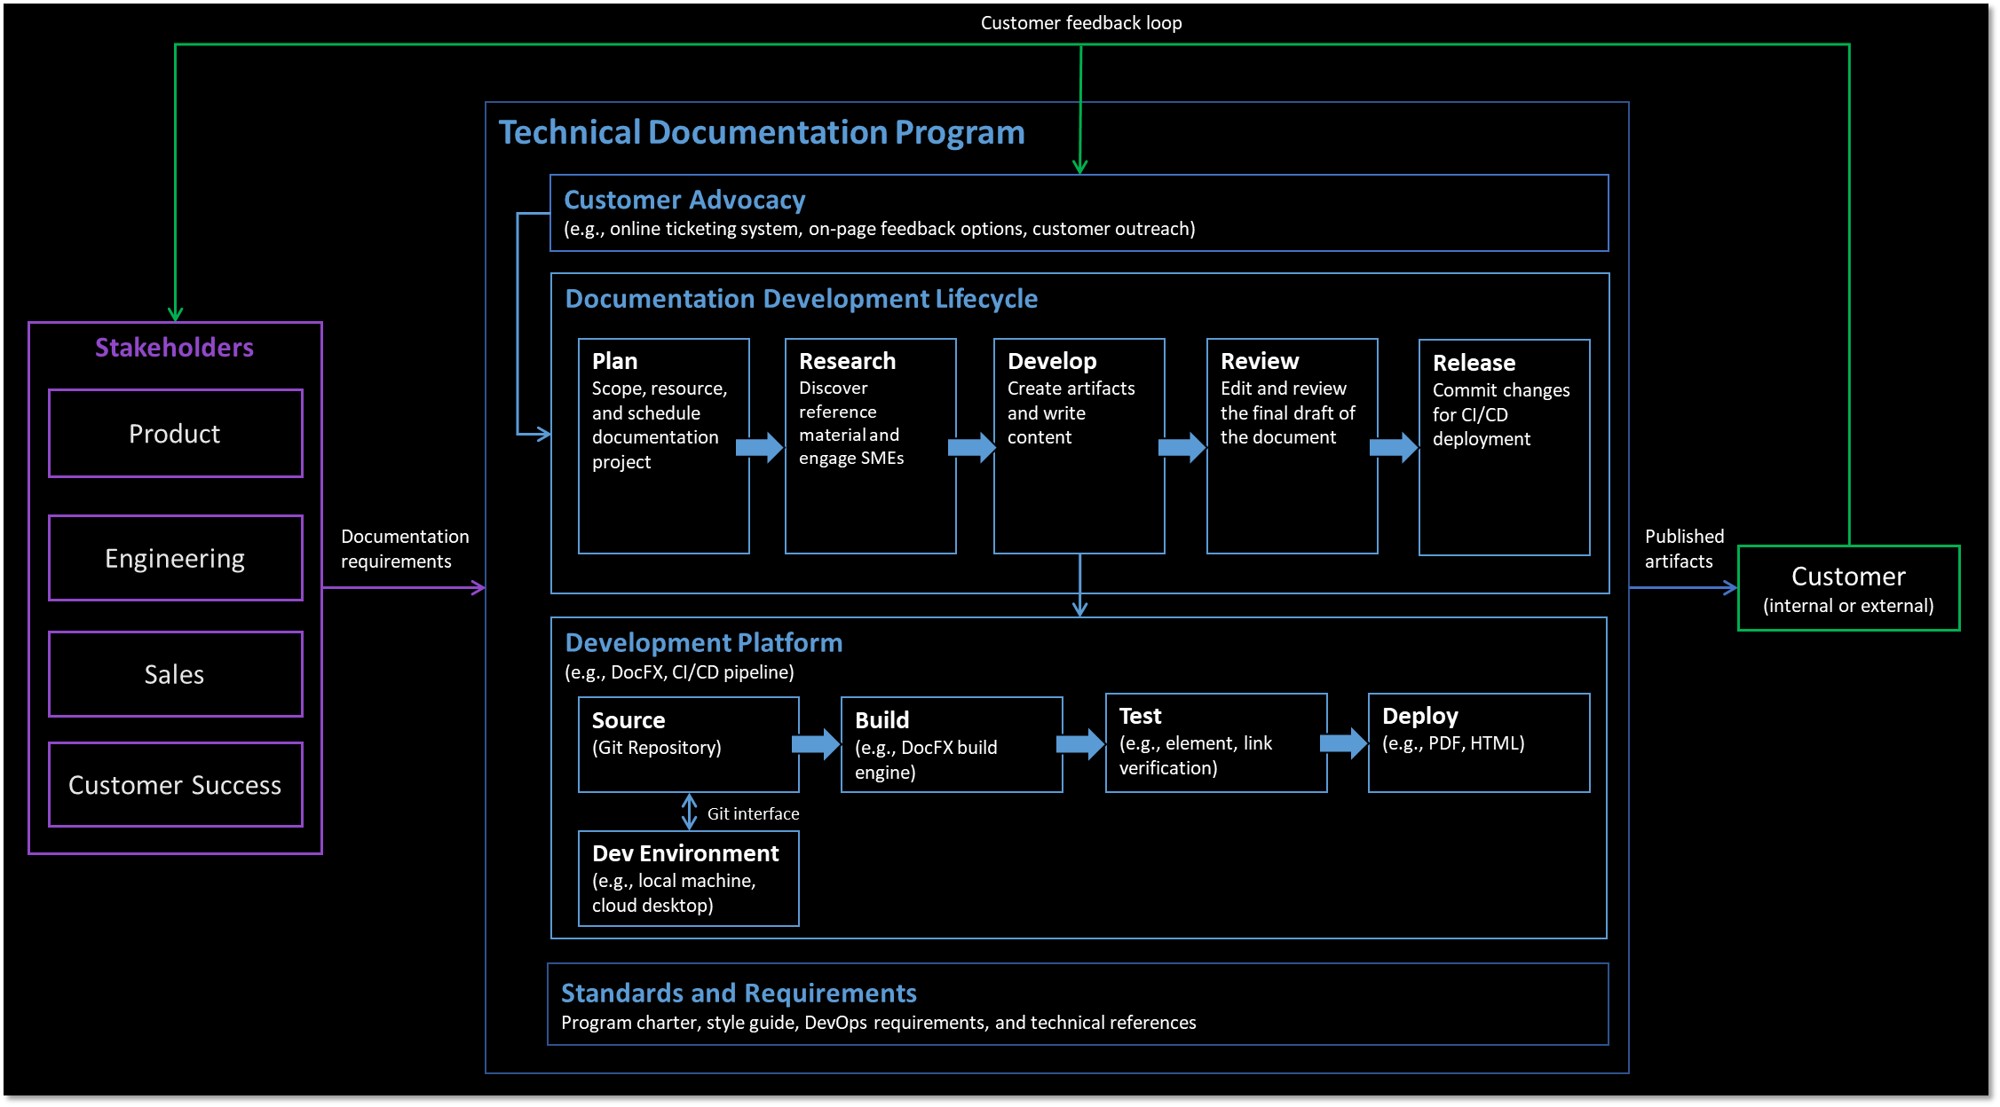 Customer feedback loop
Technical Documentation Program
Customer Advocacy
(e.g., online ticketing system, on-page feedback options, customer outreach)
Documentation Development Lifecycle
Plan
Scope, resource,
and schedule
documentation
project
Research
Discover
reference
material and
engage SMEs
Develop
Create artifacts
and write
content
Review
Edit and review
the final draft of
the document
Release
Commit changes
for CI/CD
deployment
Stakeholders
Product
Engineering
Sales
Customer Success
Documentation
requirements
Published
artifacts
Customer
(internal or external)
Development Platform
(e.g., DocFX, CI/CD pipeline)
Source
(Git Repository)
Build
(e.g., DocFX build
engine)
Test
(e.g., element, link
verification)
Deploy
(e.g., PDF, HTML)
Git interface
Dev Environment
(e.g., local machine,
cloud desktop)
Standards and Requirements
Program charter, style guide, DevOps requirements, and technical references